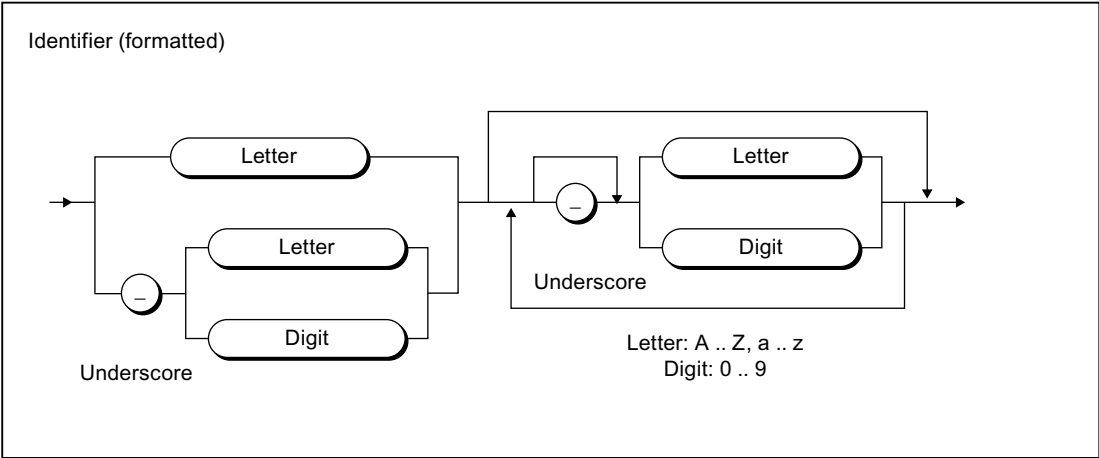 Identifier (formatted)
Letter
Letter
_
Letter
Digit
_
Digit
Underscore
Underscore
Letter: A .. Z, a .. z
Digit: 0 .. 9